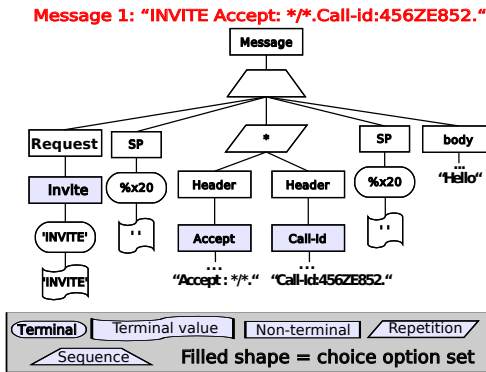 Message 1: “INVITE Accept: */*.Call-id:456ZE852.“
Message
Request
SP
*
SP
body
...
“Hello“
Invite
%x20
Header
Header
%x20
'INVITE'
' '
Accept
Call-id
' '
...
...
'INVITE'
“Accept : */*.“
“Call-Id:456ZE852.“
Terminal
Terminal value
Non-terminal
Repetition
Sequence
Filled shape = choice option set